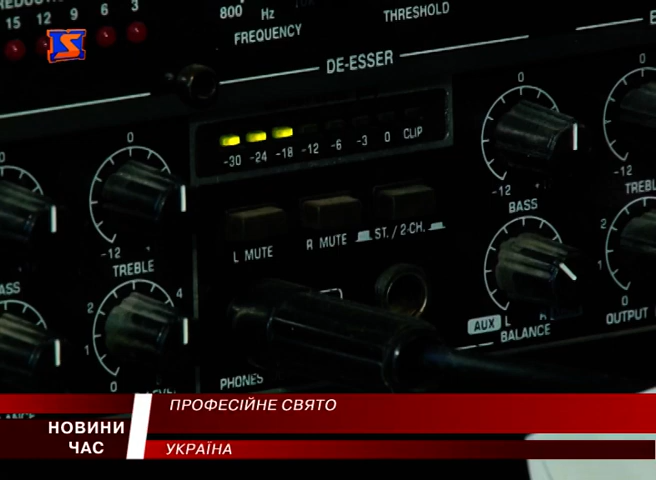 15 12 9 6 3
800 Hz
THRESHOLD
FREQUENCY
DE-ESSER
-30 -24 -18 -12 -6 -3 0 CLIP
L MUTE R MUTE ST. / 2-CH.
0
-12
TREBLE
0
-12
BASS
2 4
1
0
AUX L R
BALANCE
2
1
0
OUTPUT
PHONES
НОВИНИ
ЧАС
ПРОФЕСІЙНЕ СВЯТО
УКРАЇНА